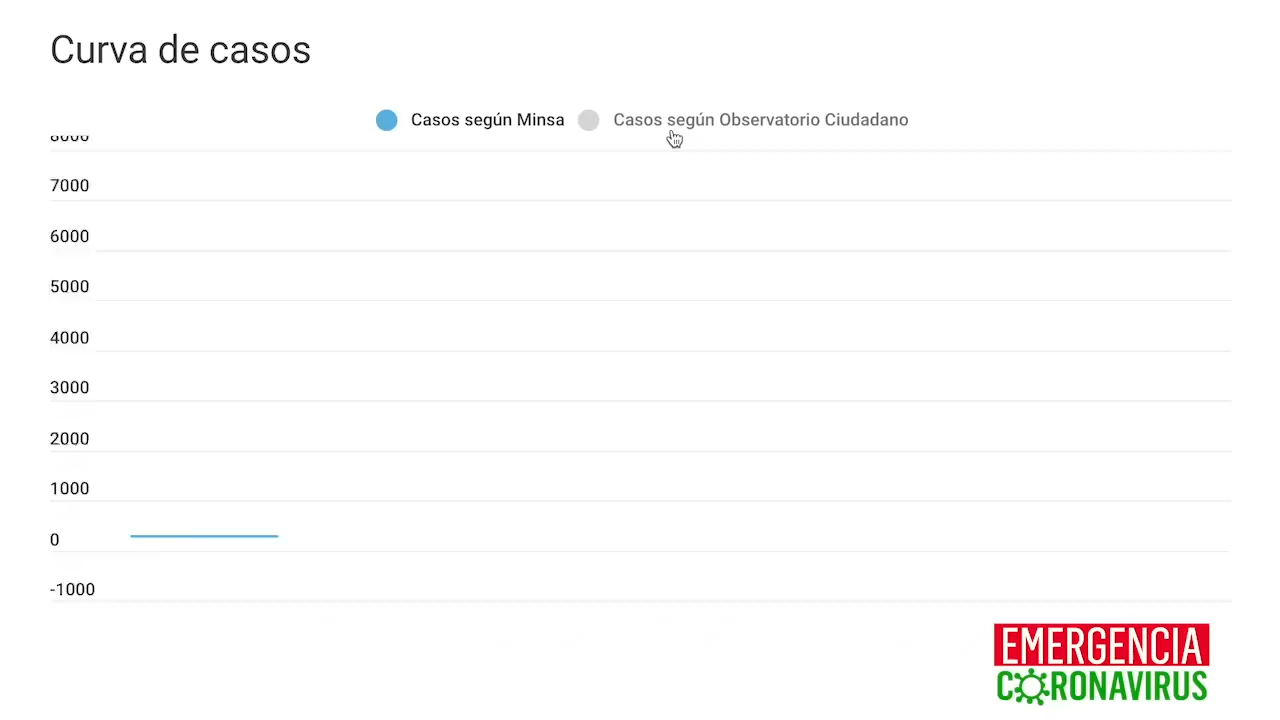 Curva de casos
Casos según Minsa
Casos según Observatorio Ciudadano
8000
7000
6000
5000
4000
3000
2000
1000
0
-1000
EMERGENCIA
CORONAVIRUS